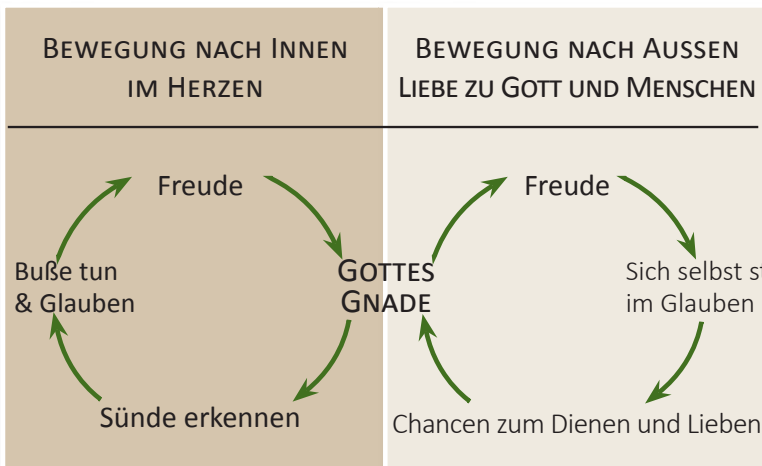 BEWEGUNG NACH INNEN
IM HERZEN
BEWEGUNG NACH AUSSEN
LIEBE ZU GOTT UND MENSCHEN
Freude
Buße tun
& Glauben
GOTTES
GNADE
Sünde erkennen
Freude
Sich selbst
im Glauben
Chancen zum Dienen und Lieben